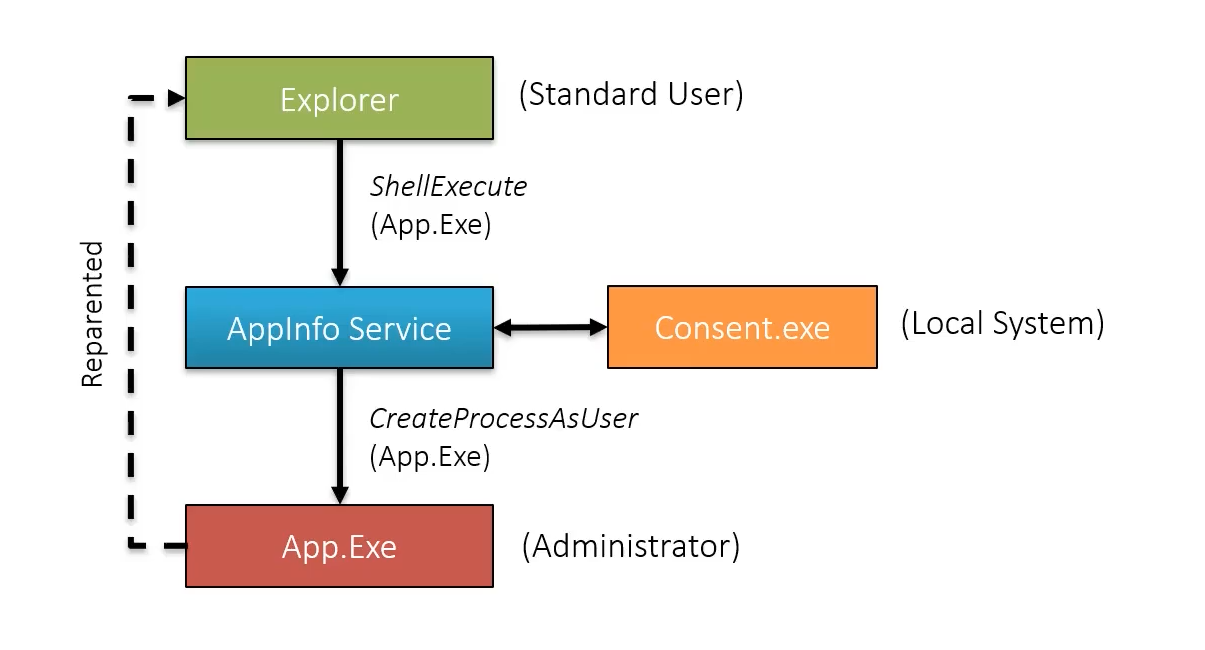 Explorer
(Standard User)
ShellExecute
(App.Exe)
Reparented
AppInfo Service
Consent.exe
(Local System)
CreateProcessAsUser
(App.Exe)
App.Exe
(Administrator)